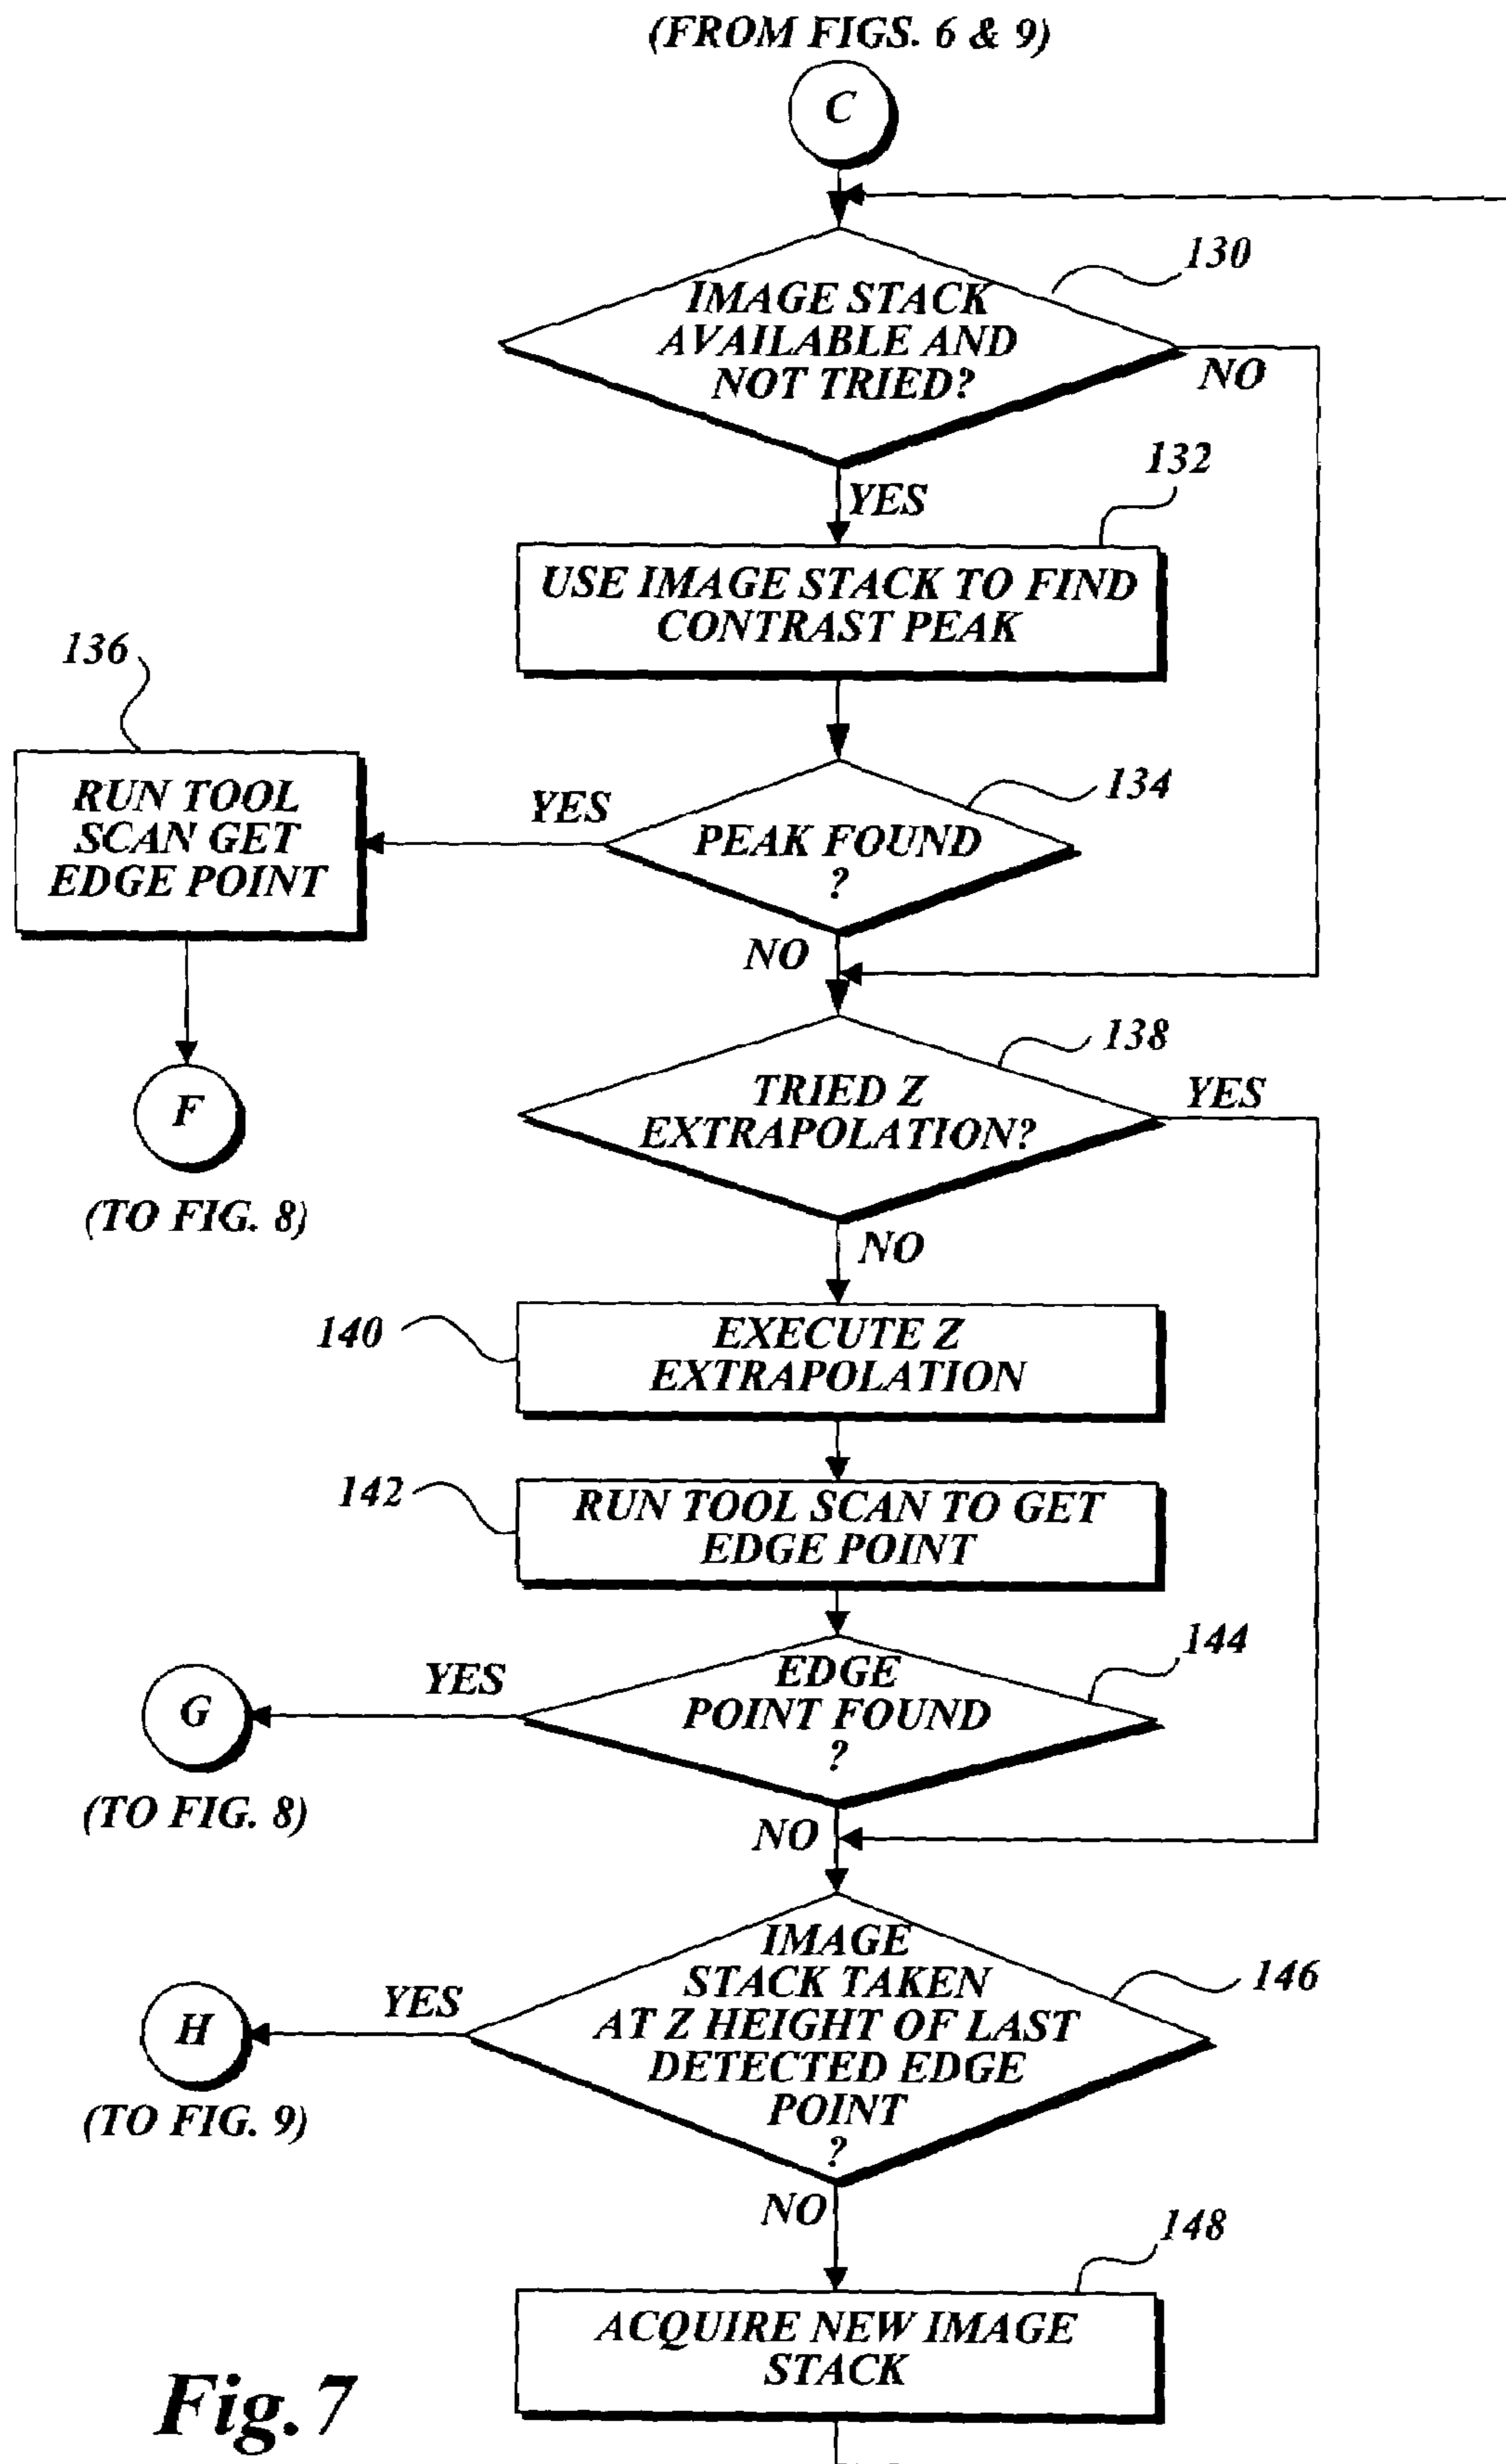 (FROM FIGS. 6 & 9)
C
130
IMAGE STACK
AVAILABLE AND
NOT TRIED?
NO
132
YES
USE IMAGE STACK TO FIND
CONTRAST PEAK
136
RUN TOOL
SCAN GET
EDGE POINT
YES
134
PEAK FOUND
?
NO
F
(TO FIG. 8)
138
TRIED Z
EXTRAPOLATION?
YES
NO
140
EXECUTE Z
EXTRAPOLATION
142
RUN TOOL SCAN TO GET
EDGE POINT
144
EDGE
POINT FOUND
?
YES
G
(TO FIG. 8)
NO
IMAGE
STACK TAKEN
AT Z HEIGHT OF LAST
DETECTED EDGE
POINT
?
146
YES
H
(TO FIG. 9)
NO
148
ACQUIRE NEW IMAGE
STACK
Fig.7